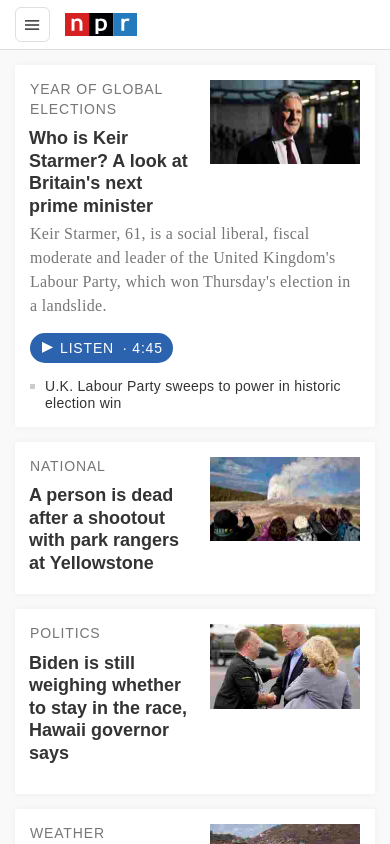 npr
YEAR OF GLOBAL
ELECTIONS
Who is Keir
Starmer? A look at
Britain's next
prime minister
Keir Starmer, 61, is a social liberal, fiscal
moderate and leader of the United Kingdom's
Labour Party, which won Thursday's election in
a landslide.
LISTEN · 4:45
U.K. Labour Party sweeps to power in historic
election win
NATIONAL
A person is dead
after a shootout
with park rangers
at Yellowstone
POLITICS
Biden is still
weighing whether
to stay in the race,
Hawaii governor
says
WEATHER